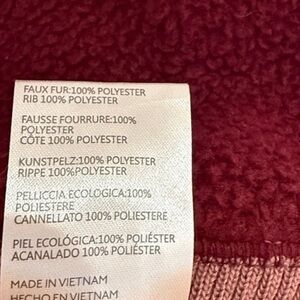 FAUX FUR:100% POLYESTER
RIB 100% POLYESTER
FAUSSE FOURRURE:100%
POLYESTER
CÔTE 100% POLYESTER
KUNSTPELZ:100% POLYESTER
RIPPE 100%POLYESTER
PELLICCIA ECOLOGICA:100%
POLIESTERE
CANNELLATO 100% POLIESTERE
PIEL ECOLÓGICA:100% POLIÉSTER
ACANALADO 100% POLIÉSTER
MADE IN VIETNAM
HECHO EN VIETNAM